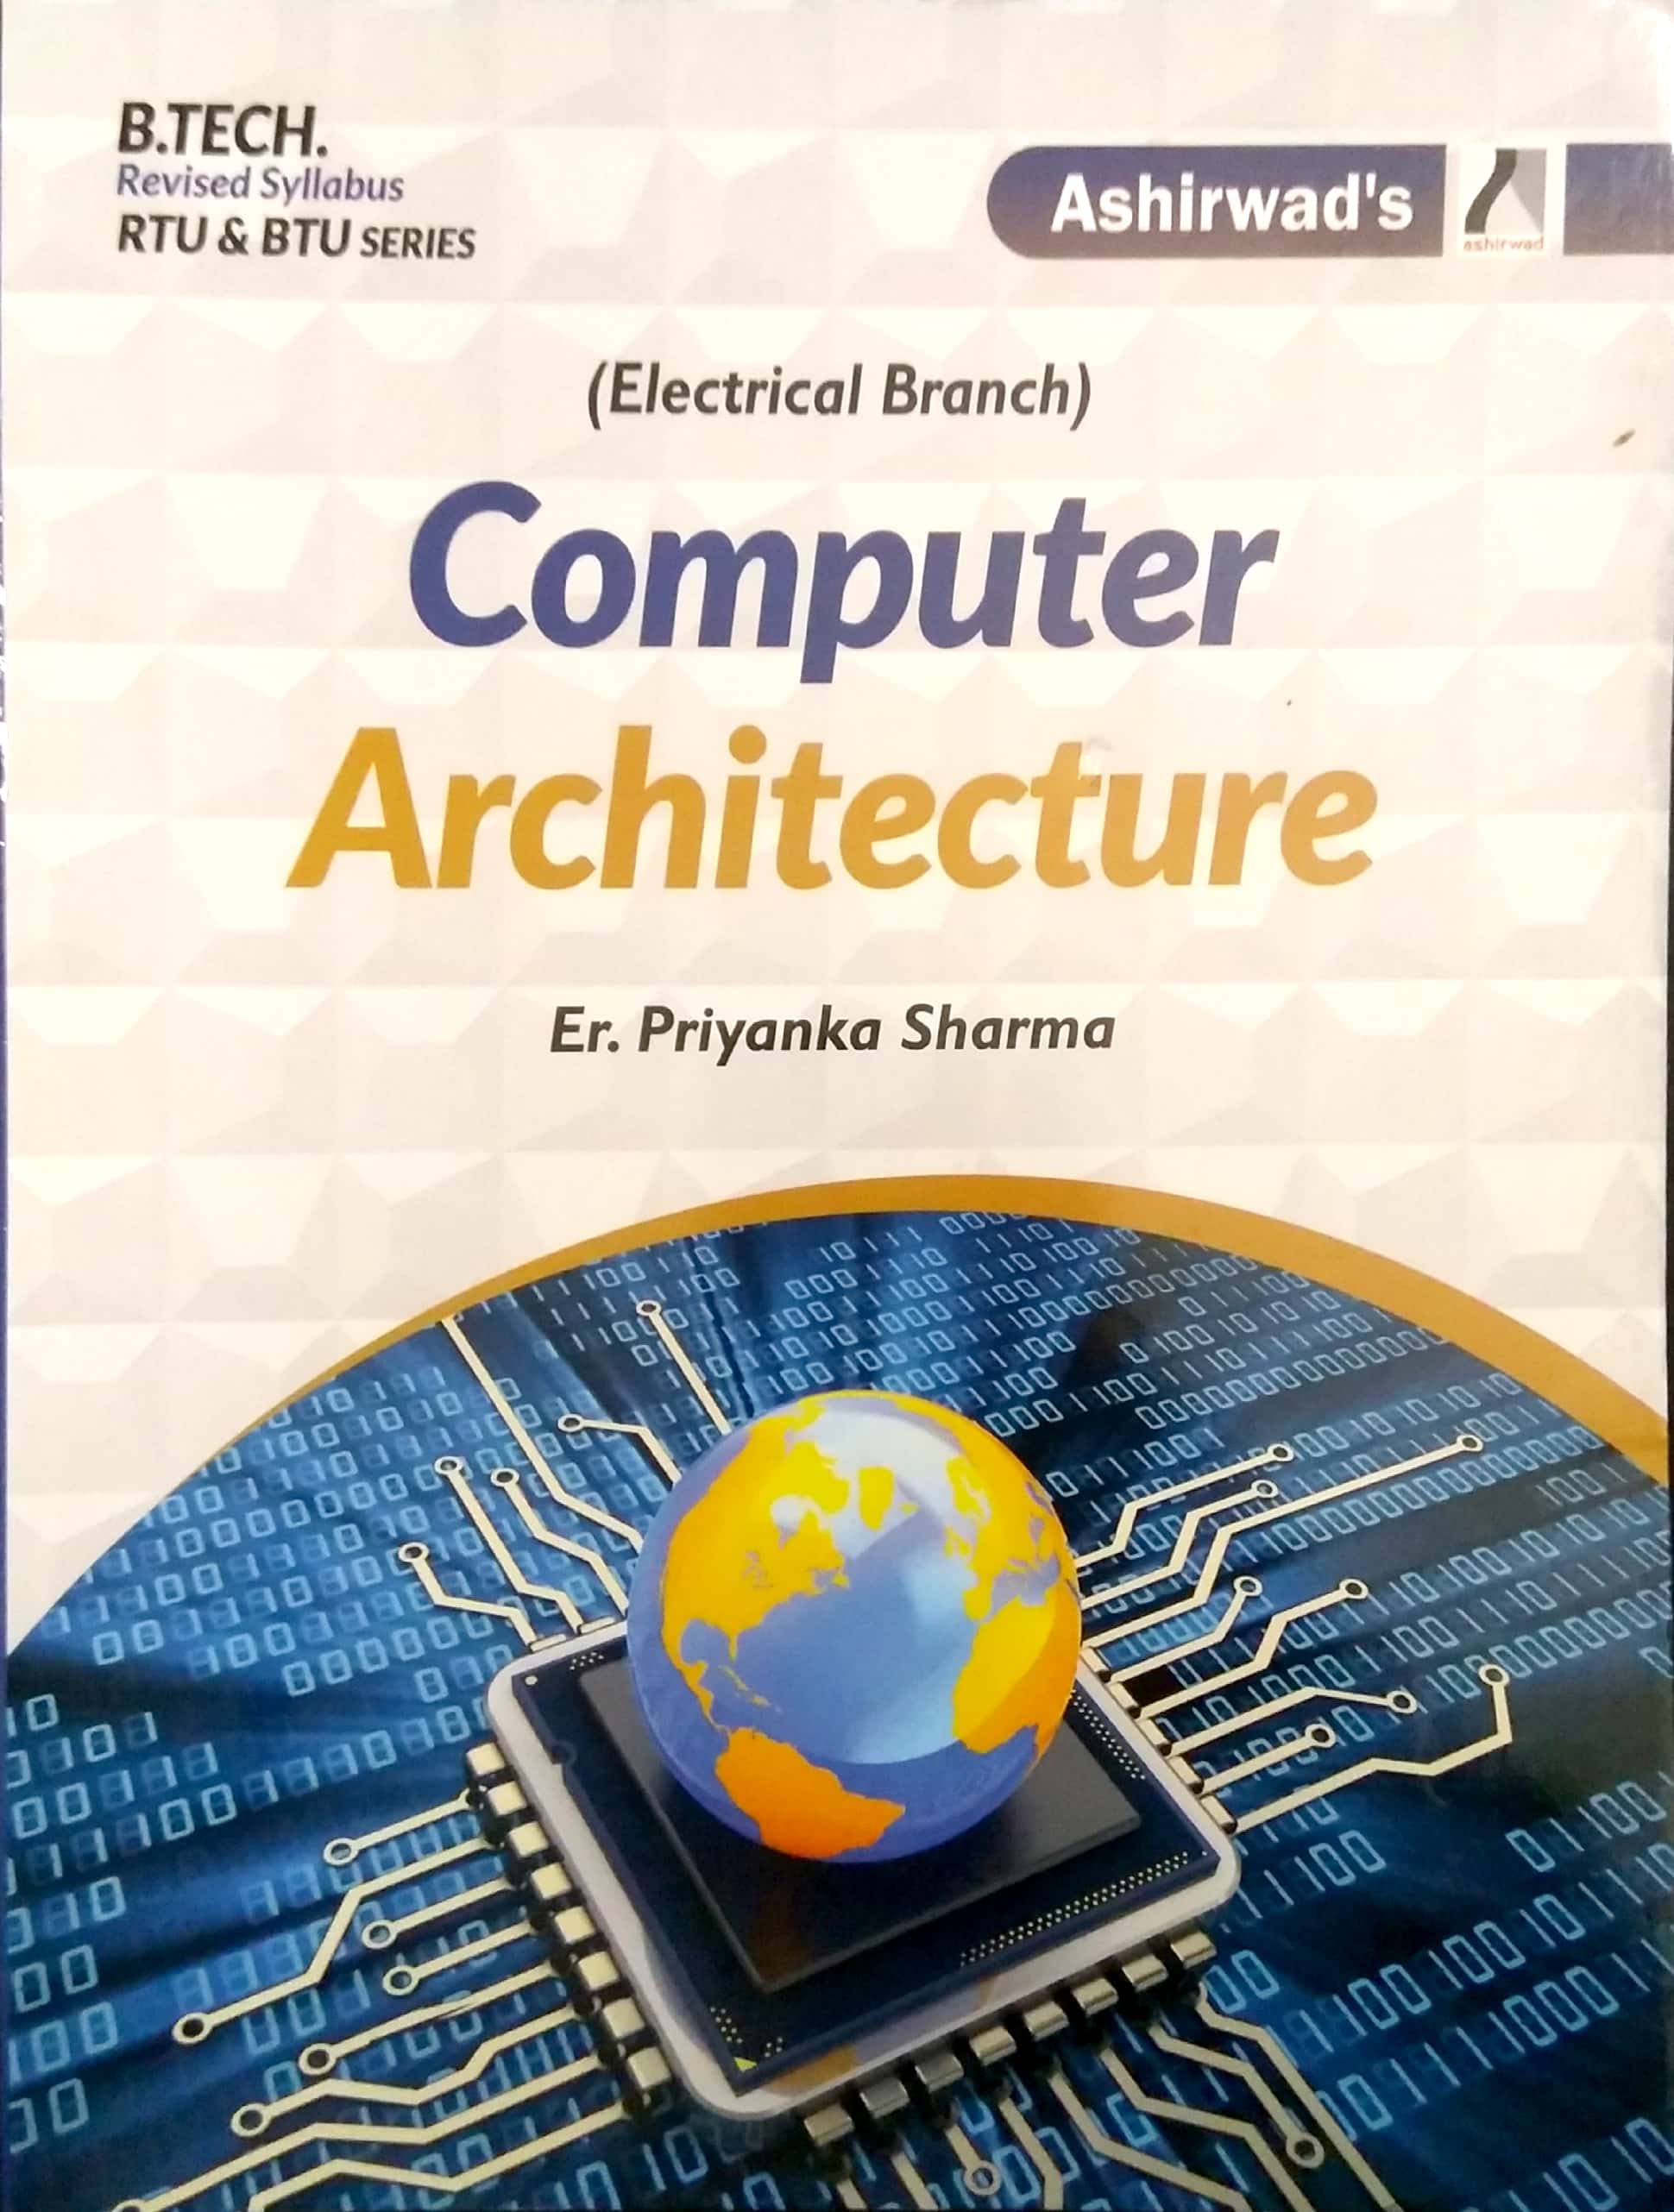 B.TECH.
Revised Syllabus
RTU & BTU SERIES
Ashirwad's
ashirwad
(Electrical Branch)
Computer
Architecture
Er. Priyanka Sharma